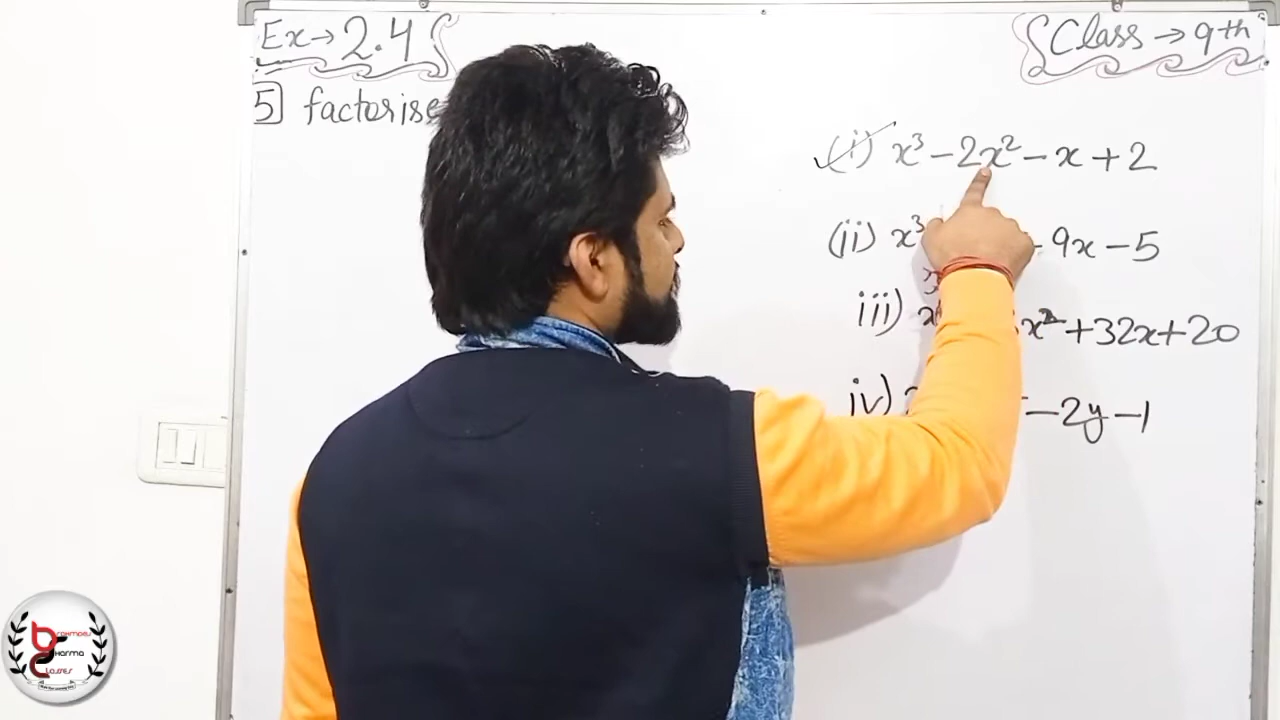 Ex→2.4
Class→9th
5 factorise
(i) x³-2x²-x+2
(ii) x³ -9x-5
iii) x x²+32x+20
iv) -2y-1